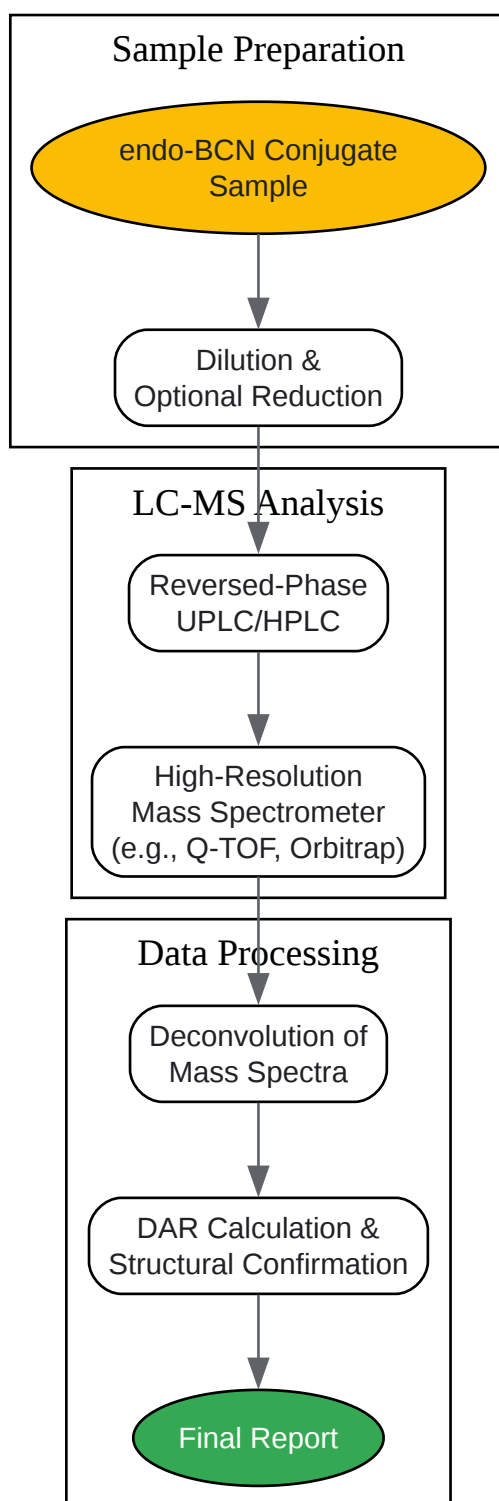 Sample Preparation
endo-BCN Conjugate
Sample
Dilution &
Optional Reduction
LC-MS Analysis
Reversed-Phase
UPLC/HPLC
High-Resolution
Mass Spectrometer
(e.g., Q-TOF, Orbitrap)
Data Processing
Deconvolution of
Mass Spectra
DAR Calculation &
Structural Confirmation
Final Report